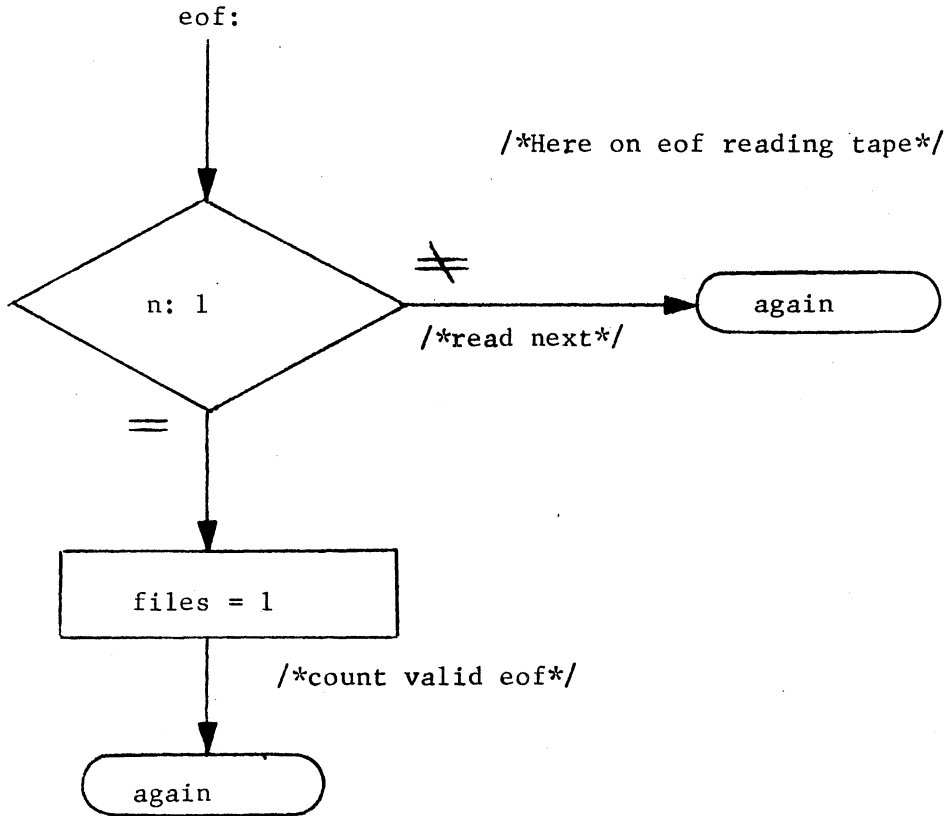 eof:
/*Here on eof reading tape*/
≠
n: 1
again
/*read next*/
=
files = 1
/*count valid eof*/
again